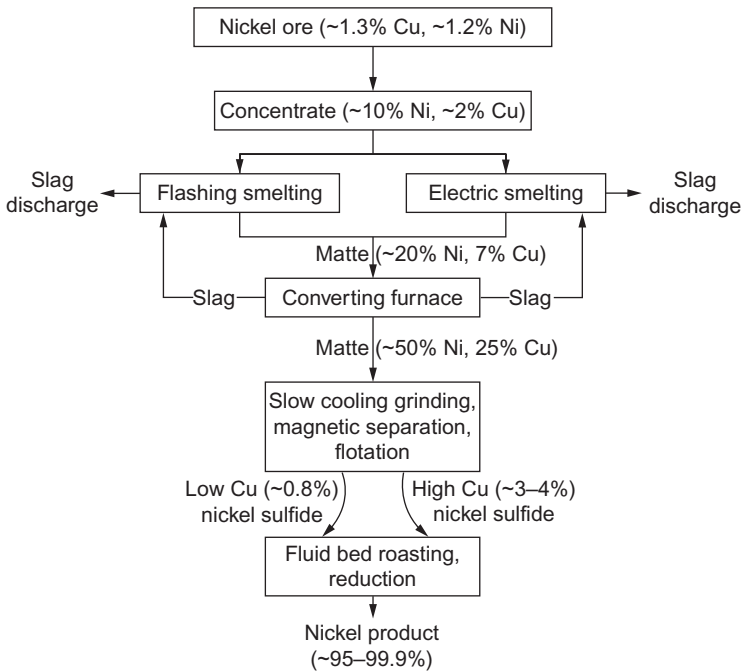 Nickel ore (~1.3% Cu, ~1.2% Ni)
Concentrate (~10% Ni, ~2% Cu)
Slag
discharge
Flashing smelting
Electric smelting
Slag
discharge
Matte (~20% Ni, 7% Cu)
Slag
Converting furnace
Slag
Matte (~50% Ni, 25% Cu)
Slow cooling grinding,
magnetic separation,
flotation
Low Cu (~0.8%)
nickel sulfide
High Cu (~3–4%)
nickel sulfide
Fluid bed roasting,
reduction
Nickel product
(~95–99.9%)